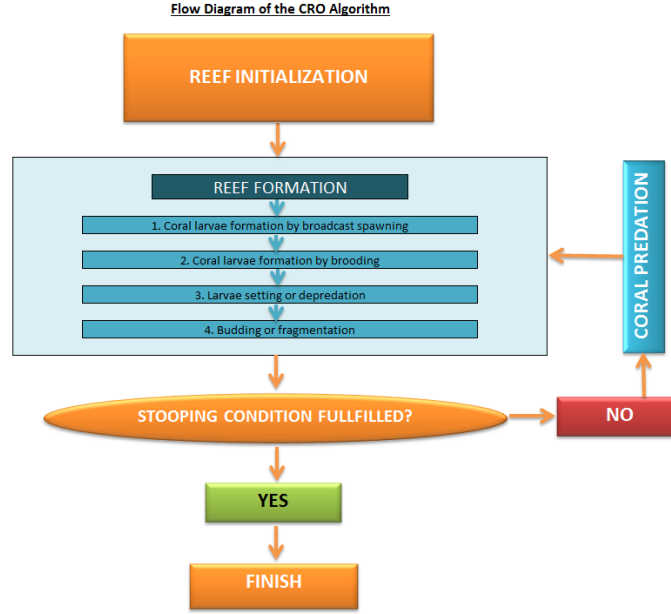 Flow Diagram of the CRO Algorithm
REEF INITIALIZATION
REEF FORMATION
1. Coral larvae formation by broadcast spawning
2. Coral larvae formation by brooding
3. Larvae setting or depredation
4. Budding or fragmentation
CORAL PREDATION
STOOPING CONDITION FULLFILLED?
NO
YES
FINISH